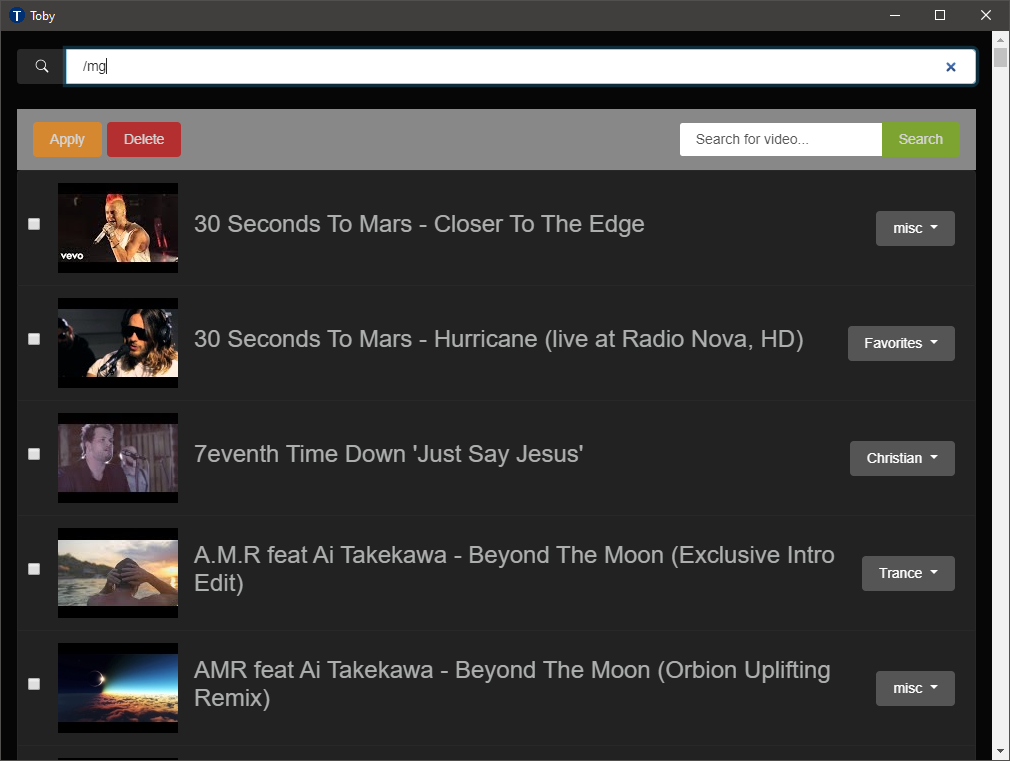 T Toby
/mg
Apply Delete Search for video... Search
vevo
30 Seconds To Mars - Closer To The Edge
misc
30 Seconds To Mars - Hurricane (live at Radio Nova, HD)
Favorites
7eventh Time Down 'Just Say Jesus'
Christian
A.M.R feat Ai Takekawa - Beyond The Moon (Exclusive Intro
Edit)
Trance
AMR feat Ai Takekawa - Beyond The Moon (Orbion Uplifting
Remix)
misc